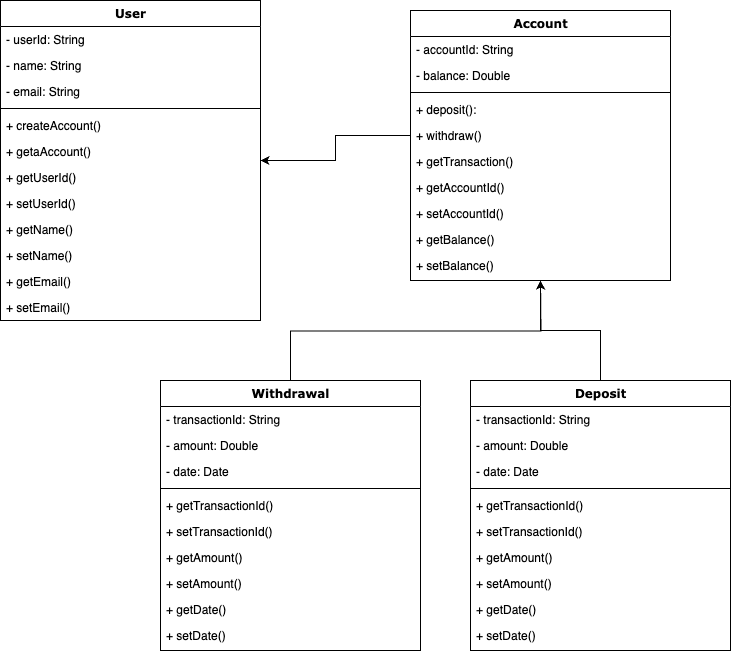 User
- userId: String
- name: String
- email: String
+ createAccount()
+ getaAccount()
+ getUserId()
+ setUserId()
+ getName()
+ setName()
+ getEmail()
+ setEmail()
Account
- accountId: String
- balance: Double
+ deposit():
+ withdraw()
+ getTransaction()
+ getAccountId()
+ setAccountId()
+ getBalance()
+ setBalance()
Withdrawal
- transactionId: String
- amount: Double
- date: Date
+ getTransactionId()
+ setTransactionId()
+ getAmount()
+ setAmount()
+ getDate()
+ setDate()
Deposit
- transactionId: String
- amount: Double
- date: Date
+ getTransactionId()
+ setTransactionId()
+ getAmount()
+ setAmount()
+ getDate()
+ setDate()